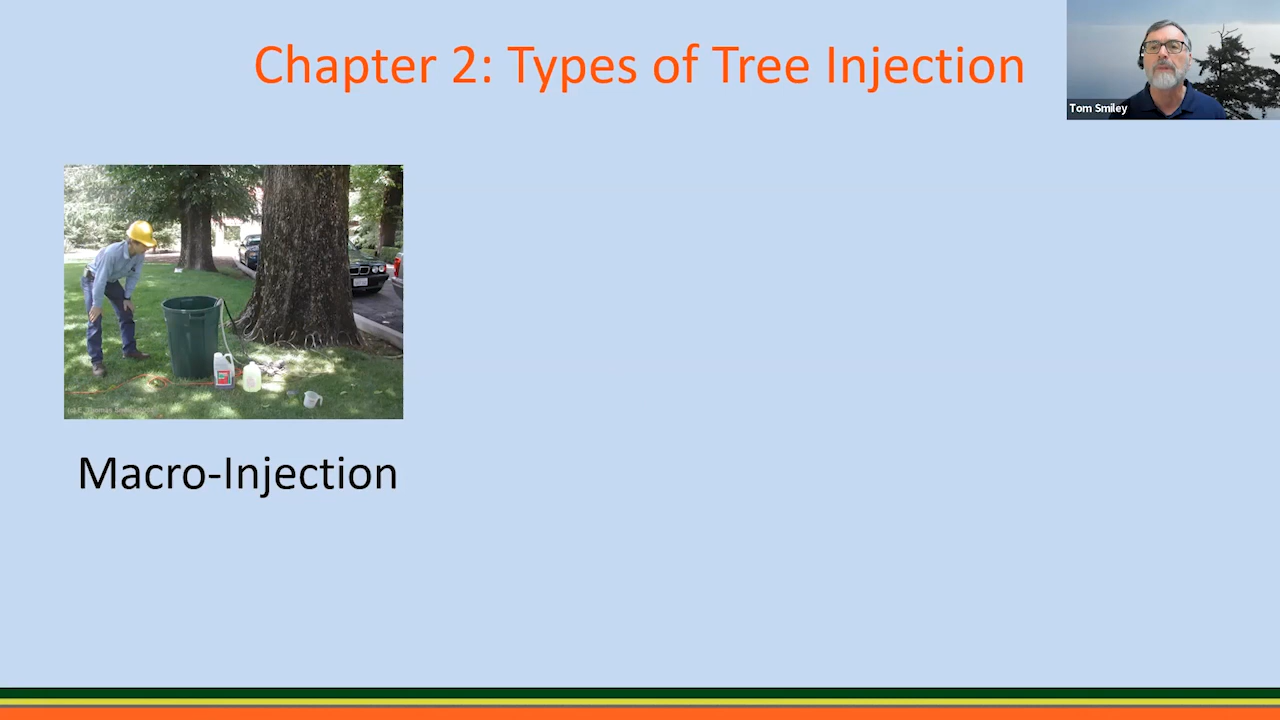 Chapter 2: Types of Tree Injection
Tom Smiley
Macro-Injection